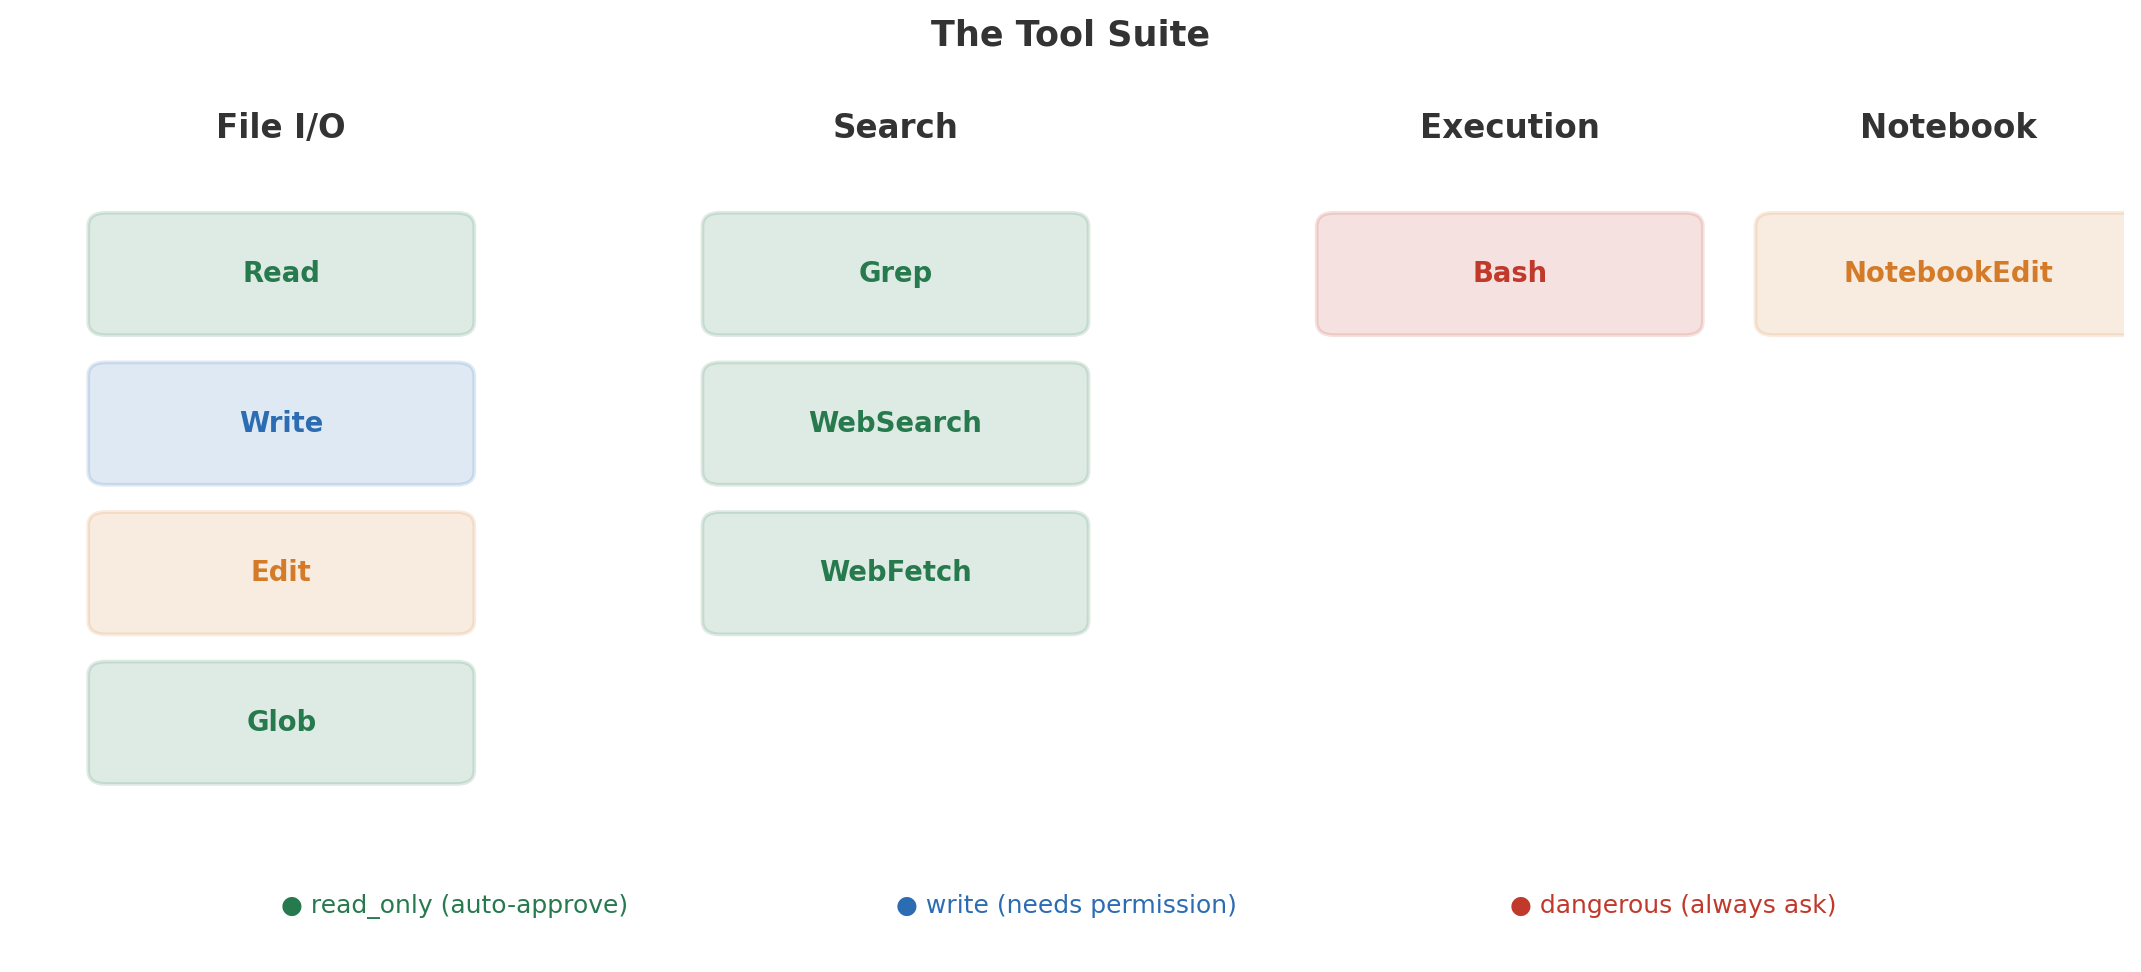 The Tool Suite
File I/O
Search
Execution
Notebook
Read
Grep
Bash
NotebookEdit
Write
WebSearch
Edit
WebFetch
Glob
● read_only (auto-approve)
● write (needs permission)
● dangerous (always ask)